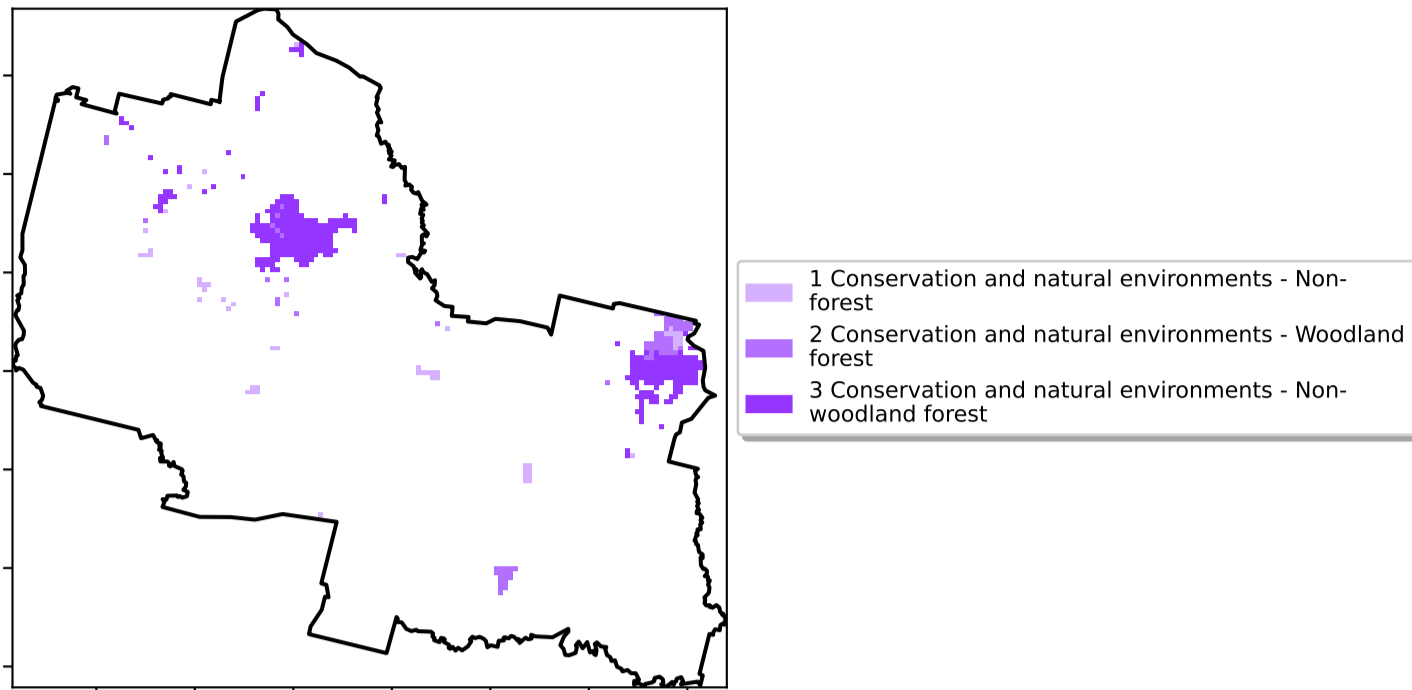 1 Conservation and natural environments - Non-
forest
2 Conservation and natural environments - Woodland
forest
3 Conservation and natural environments - Non-
woodland forest